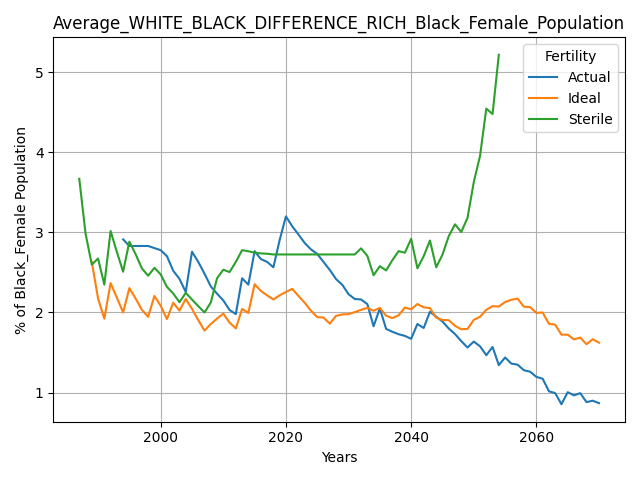 Average_WHITE_BLACK_DIFFERENCE_RICH_Black_Female_Population
% of Black_Female Population
5
4
3
2
1
Fertility
Actual
Ideal
Sterile
2000
2020
2040
2060
Years